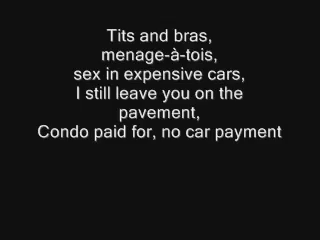 Tits and bras,
menage-à-tois,
sex in expensive cars,
I still leave you on the
pavement,
Condo paid for, no car payment